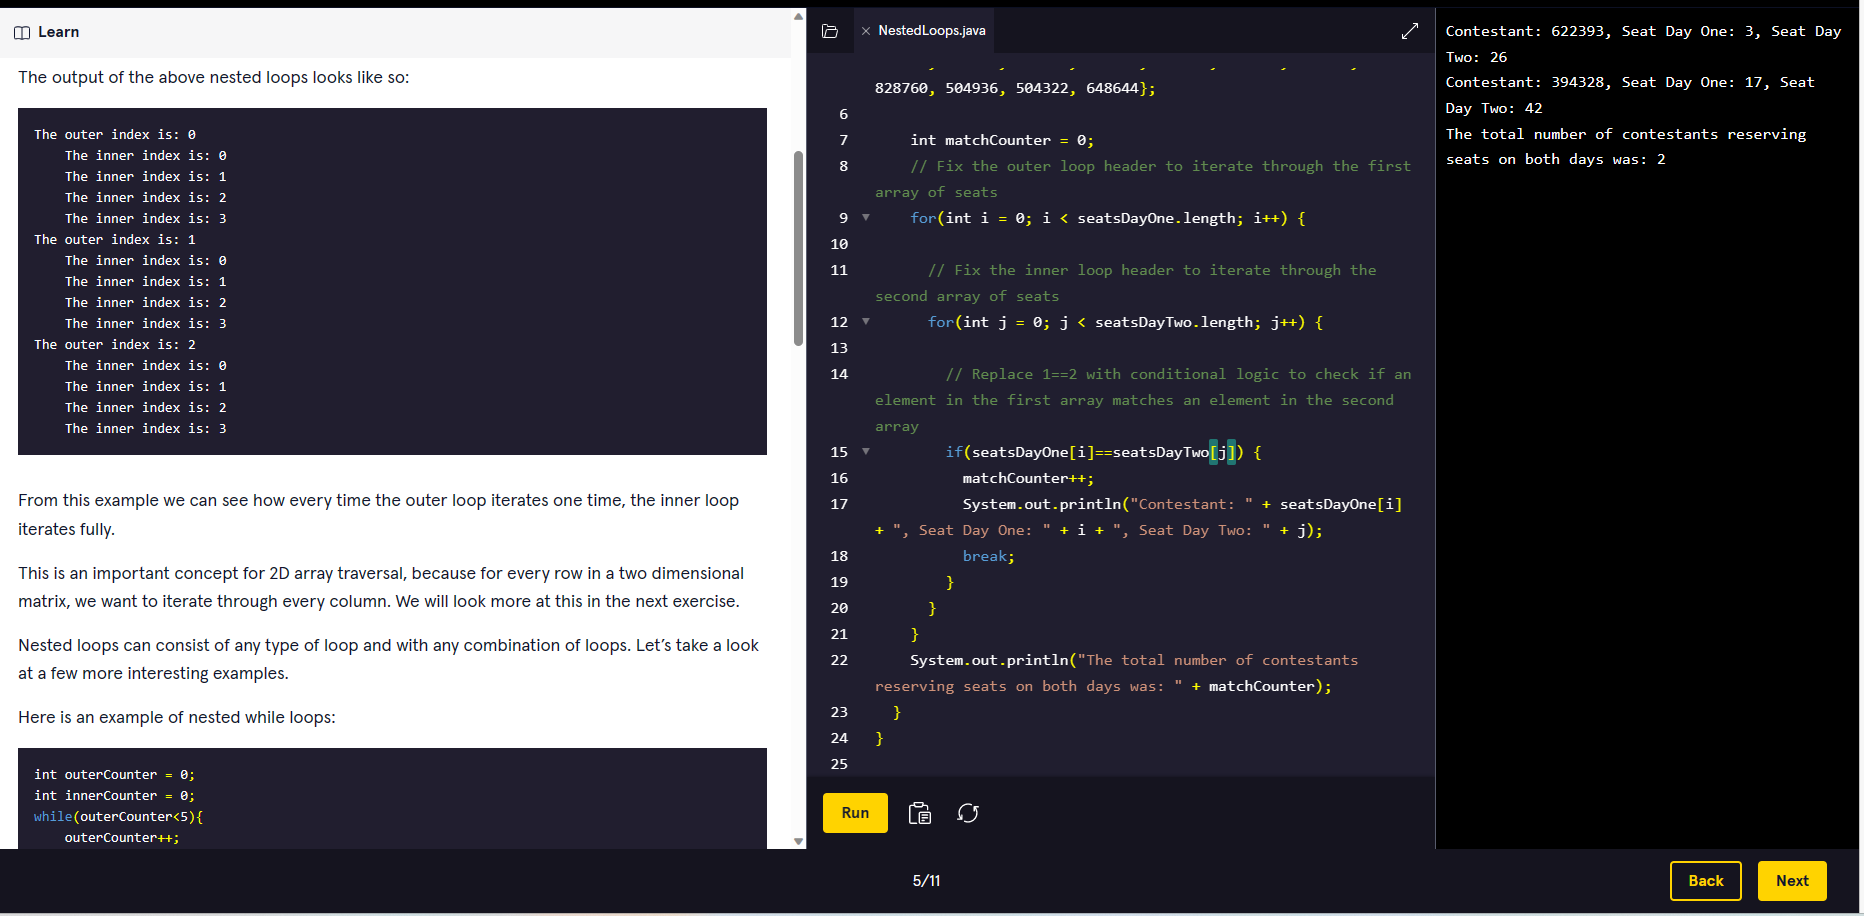 Learn
The output of the above nested loops looks like so:
The outer index is: 0
The inner index is: 0
The inner index is: 1
The inner index is: 2
The inner index is: 3
The outer index is: 1
The inner index is: 0
The inner index is: 1
The inner index is: 2
The inner index is: 3
The outer index is: 2
The inner index is: 0
The inner index is: 1
The inner index is: 2
The inner index is: 3
From this example we can see how every time the outer loop iterates one time, the inner loop
iterates fully.
This is an important concept for 2D array traversal, because for every row in a two dimensional
matrix, we want to iterate through every column. We will look more at this in the next exercise.
Nested loops can consist of any type of loop and with any combination of loops. Let's take a look
at a few more interesting examples.
Here is an example of nested while loops:
int outerCounter = 0;
int innerCounter = 0;
while(outerCounter<5){
outerCounter++;
× NestedLoops.java
828760, 504936, 504322, 648644};
6
7 int matchCounter = 0;
8 // Fix the outer loop header to iterate through the first
array of seats
9 for(int i = 0; i < seatsDayOne.length; i++) {
10
11 // Fix the inner loop header to iterate through the
second array of seats
12 for(int j = 0; j < seatsDayTwo.length; j++) {
13
14 // Replace 1==2 with conditional logic to check if an
element in the first array matches an element in the second
array
15 if(seatsDayOne[i]==seatsDayTwo[j]) {
16 matchCounter++;
17 System.out.println("Contestant: " + seatsDayOne[i]
+ ", Seat Day One: " + i + ", Seat Day Two: " + j);
18 break;
19 }
20 }
21 }
22 System.out.println("The total number of contestants
reserving seats on both days was: " + matchCounter);
23 }
24 }
25
Run
Contestant: 622393, Seat Day One: 3, Seat Day
Two: 26
Contestant: 394328, Seat Day One: 17, Seat
Day Two: 42
The total number of contestants reserving
seats on both days was: 2
5/11
Back
Next